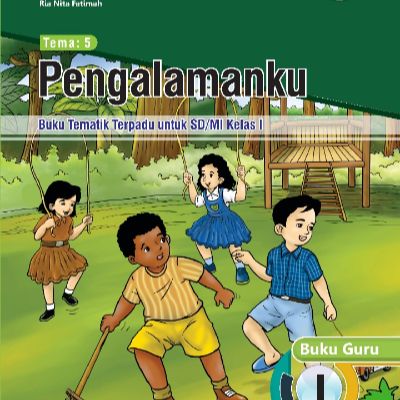 Ria Nita Fatimah
Tema: 5
Pengalamanku
Buku Tematik Terpadu untuk SD/MI Kelas I
Buku Guru
I